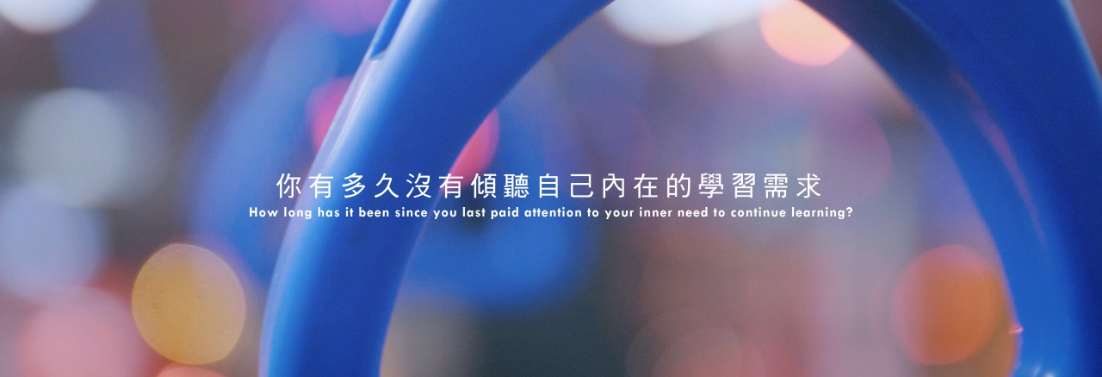 你有多久沒有傾聽自己內在的學習需求
How long has it been since you last paid attention to your inner need to continue learning?